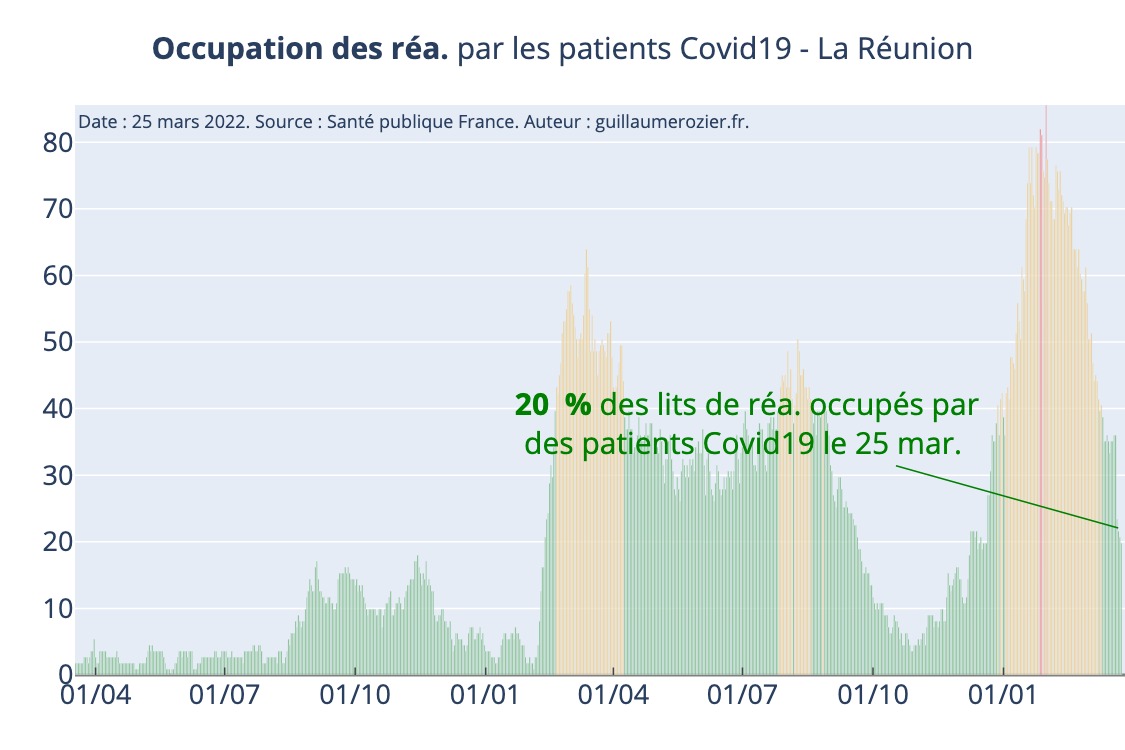 Occupation des réa. par les patients Covid19 - La Réunion
Date : 25 mars 2022. Source : Santé publique France. Auteur : guillaumerozier.fr.
80
70
60
50
40
30
20
10
0
20  % des lits de réa. occupés par
des patients Covid19 le 25 mar.
01/04 01/07 01/10 01/01 01/04 01/07 01/10 01/01